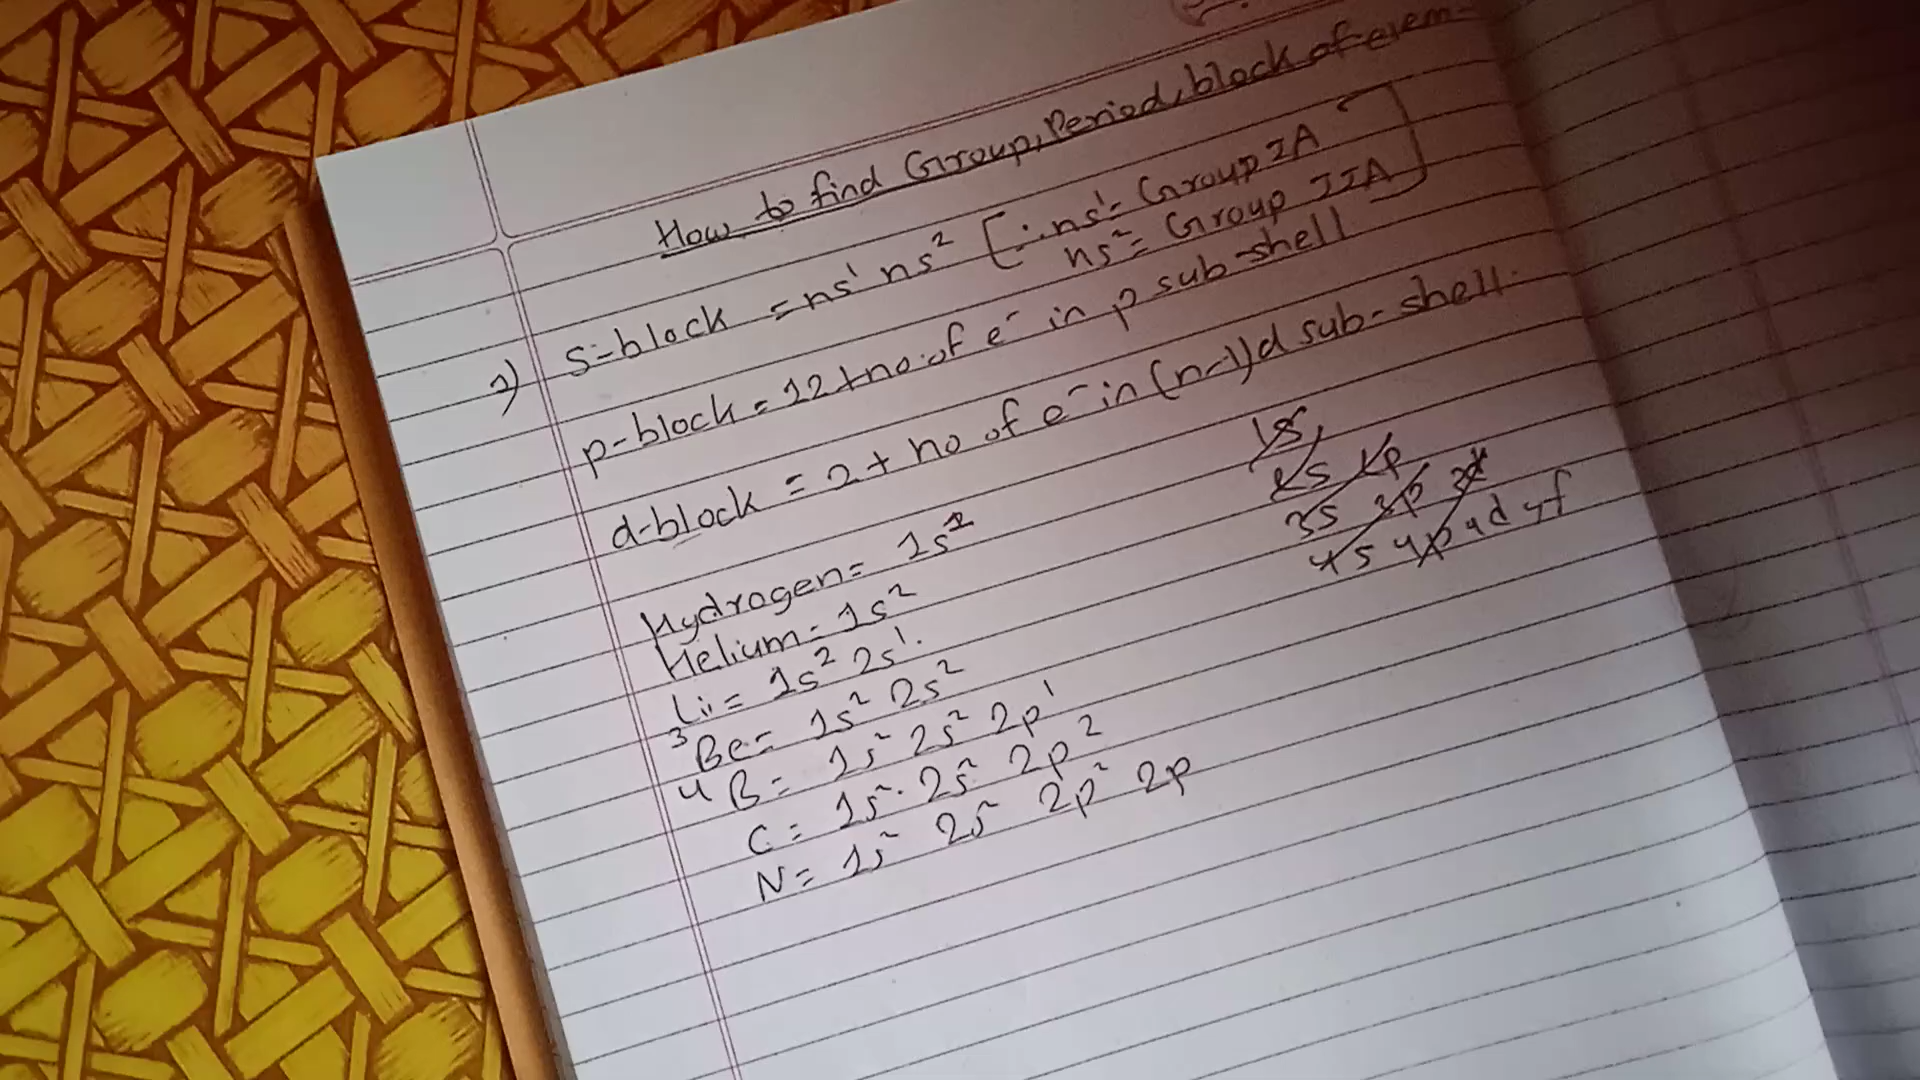 How to find Group, Period, block of elem-
?) s-block = ns¹ ns² [∵ ns¹= Group IA
ns²= Group IIA]
p-block = 12 + no. of e⁻ in p sub-shell
d-block = 2 + no of e⁻ in (n-1)d sub-shell.
1s
2s 2p
3s 3p 3d
4s 4p 4d 4f
Hydrogen = 1s¹
Helium = 1s²
Li = 1s² 2s¹.
3
Be = 1s² 2s²
4
B = 1s² 2s² 2p¹
C = 1s² 2s² 2p²
N = 1s² 2s² 2p² 2p